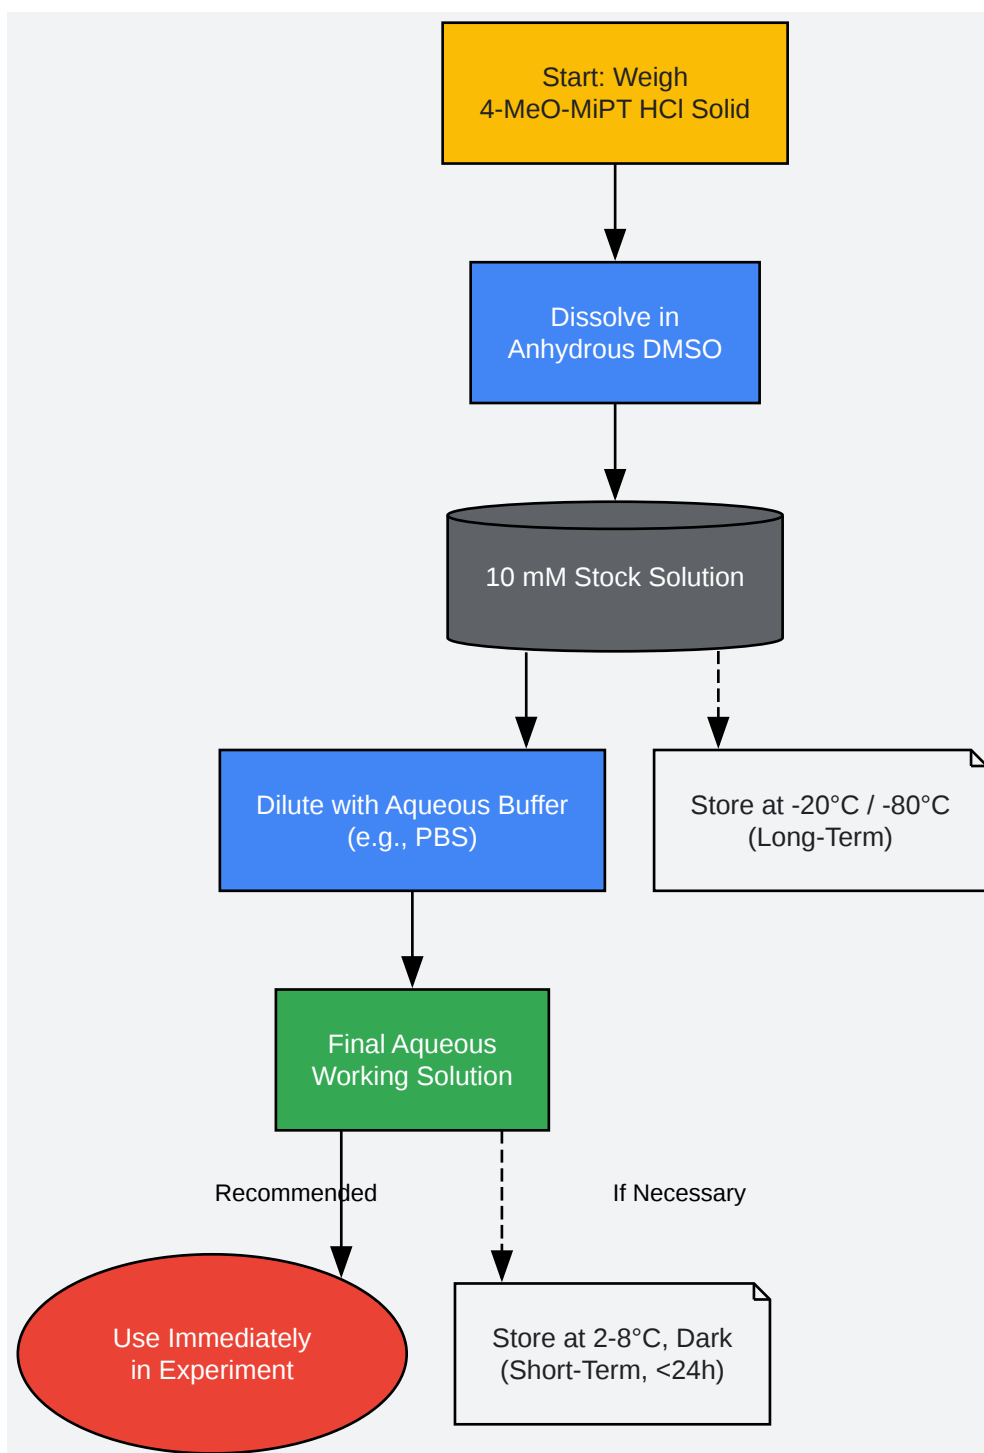 Start: Weigh
4-MeO-MiPT HCl Solid
Dissolve in
Anhydrous DMSO
10 mM Stock Solution
Dilute with Aqueous Buffer
(e.g., PBS)
Store at -20°C / -80°C
(Long-Term)
Final Aqueous
Working Solution
Recommended
If Necessary
Use Immediately
in Experiment
Store at 2-8°C, Dark
(Short-Term, <24h)